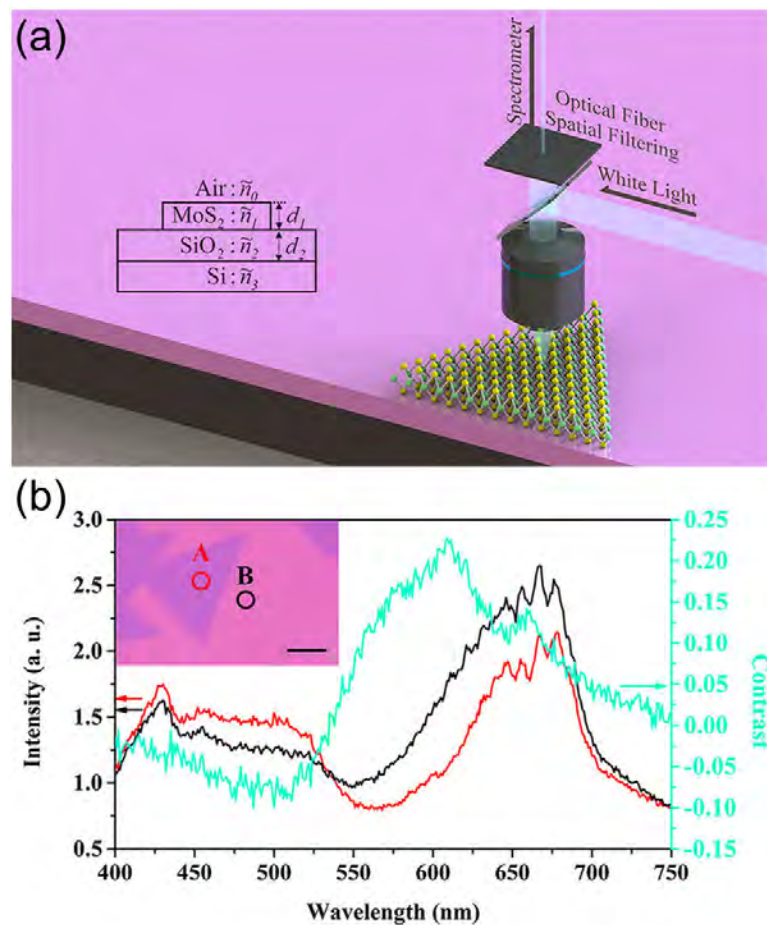 (a)
Spectrometer
Optical Fiber
Spatial Filtering
White Light
Air : ñ₀
MoS₂ : ñ₁ d₁
SiO₂ : ñ₂ d₂
Si : ñ₃
(b)
A
B
3.0
2.5
2.0
1.5
1.0
0.5
Intensity (a. u.)
0.25
0.20
0.15
0.10
0.05
0.00
-0.05
-0.10
-0.15
Contrast
400 450 500 550 600 650 700 750
Wavelength (nm)